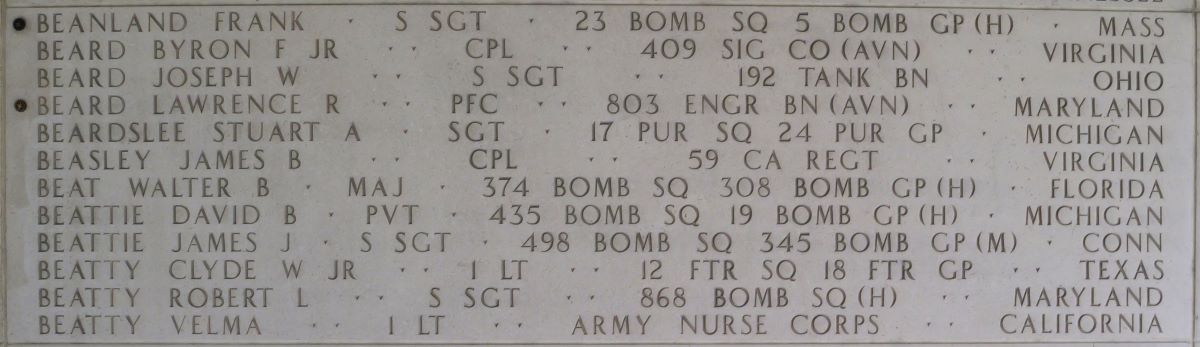 BEANLAND FRANK · S SGT · 23 BOMB SQ 5 BOMB GP (H) · MASS
BEARD BYRON F JR · · CPL · · 409 SIG CO (AVN) · · VIRGINIA
BEARD JOSEPH W · · S SGT · · 192 TANK BN · · OHIO
BEARD LAWRENCE R · · PFC · · 803 ENGR BN (AVN) · · MARYLAND
BEARDSLEE STUART A · SGT · 17 PUR SQ 24 PUR GP · MICHIGAN
BEASLEY JAMES B · · CPL · · 59 CA REGT · · VIRGINIA
BEAT WALTER B · MAJ · 374 BOMB SQ 308 BOMB GP (H) · FLORIDA
BEATTIE DAVID B · PVT · 435 BOMB SQ 19 BOMB GP (H) · MICHIGAN
BEATTIE JAMES J · S SGT · 498 BOMB SQ 345 BOMB GP (M) · CONN
BEATTY CLYDE W JR · · 1 LT · · 12 FTR SQ 18 FTR GP · · TEXAS
BEATTY ROBERT L · · S SGT · · 868 BOMB SQ (H) · · MARYLAND
BEATTY VELMA · · 1 LT · · ARMY NURSE CORPS · · CALIFORNIA